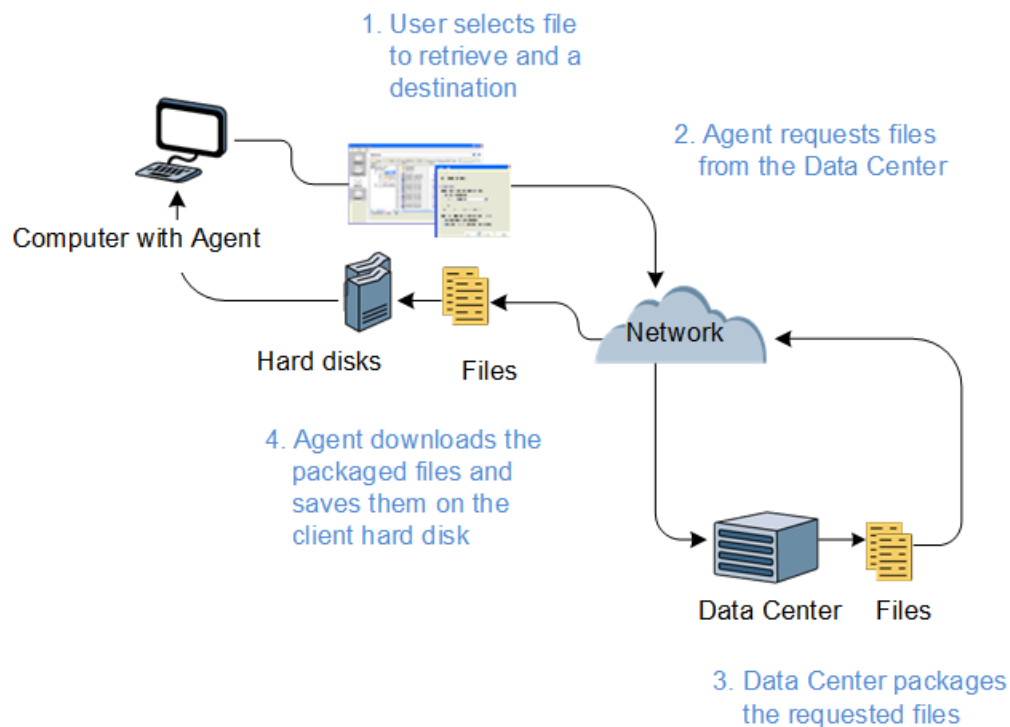 1. User selects file
to retrieve and a
destination
2. Agent requests files
from the Data Center
Computer with Agent
Network
Hard disks
Files
4. Agent downloads the
packaged files and
saves them on the
client hard disk
Data Center
Files
3. Data Center packages
the requested files